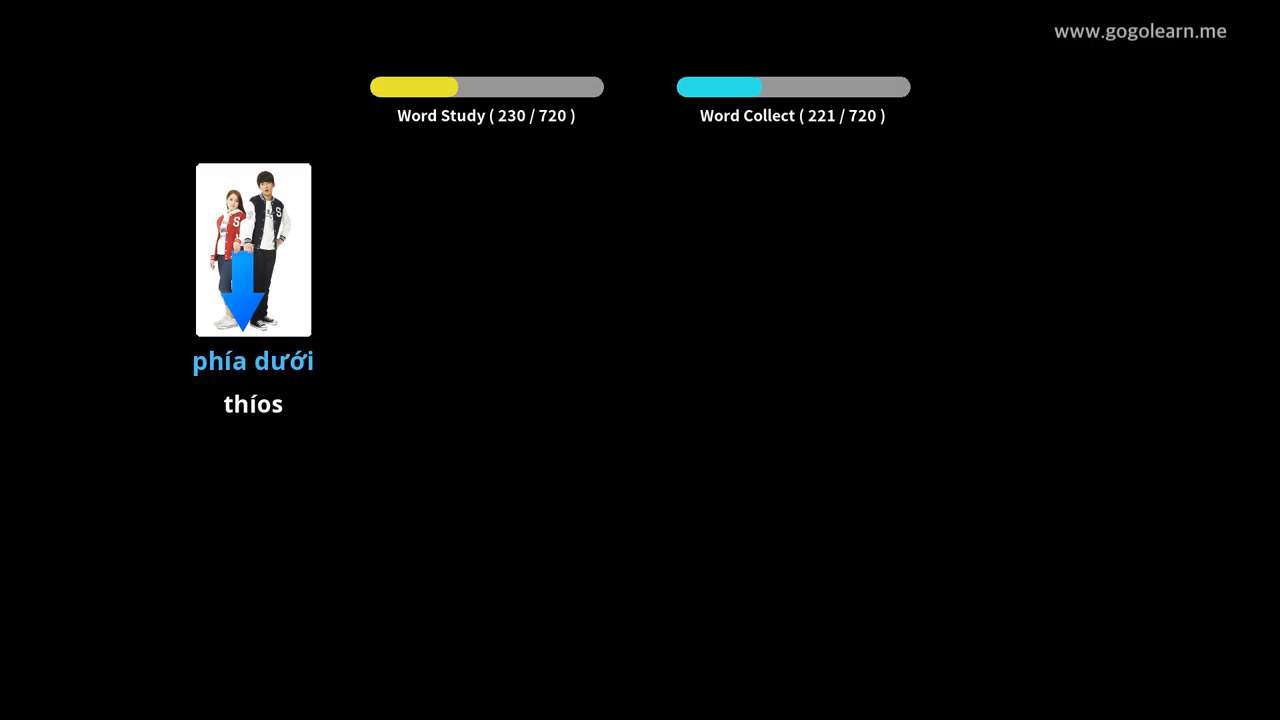 www.gogolearn.me
Word Study ( 230 / 720 )
Word Collect ( 221 / 720 )
S
S
phía dưới
thíos